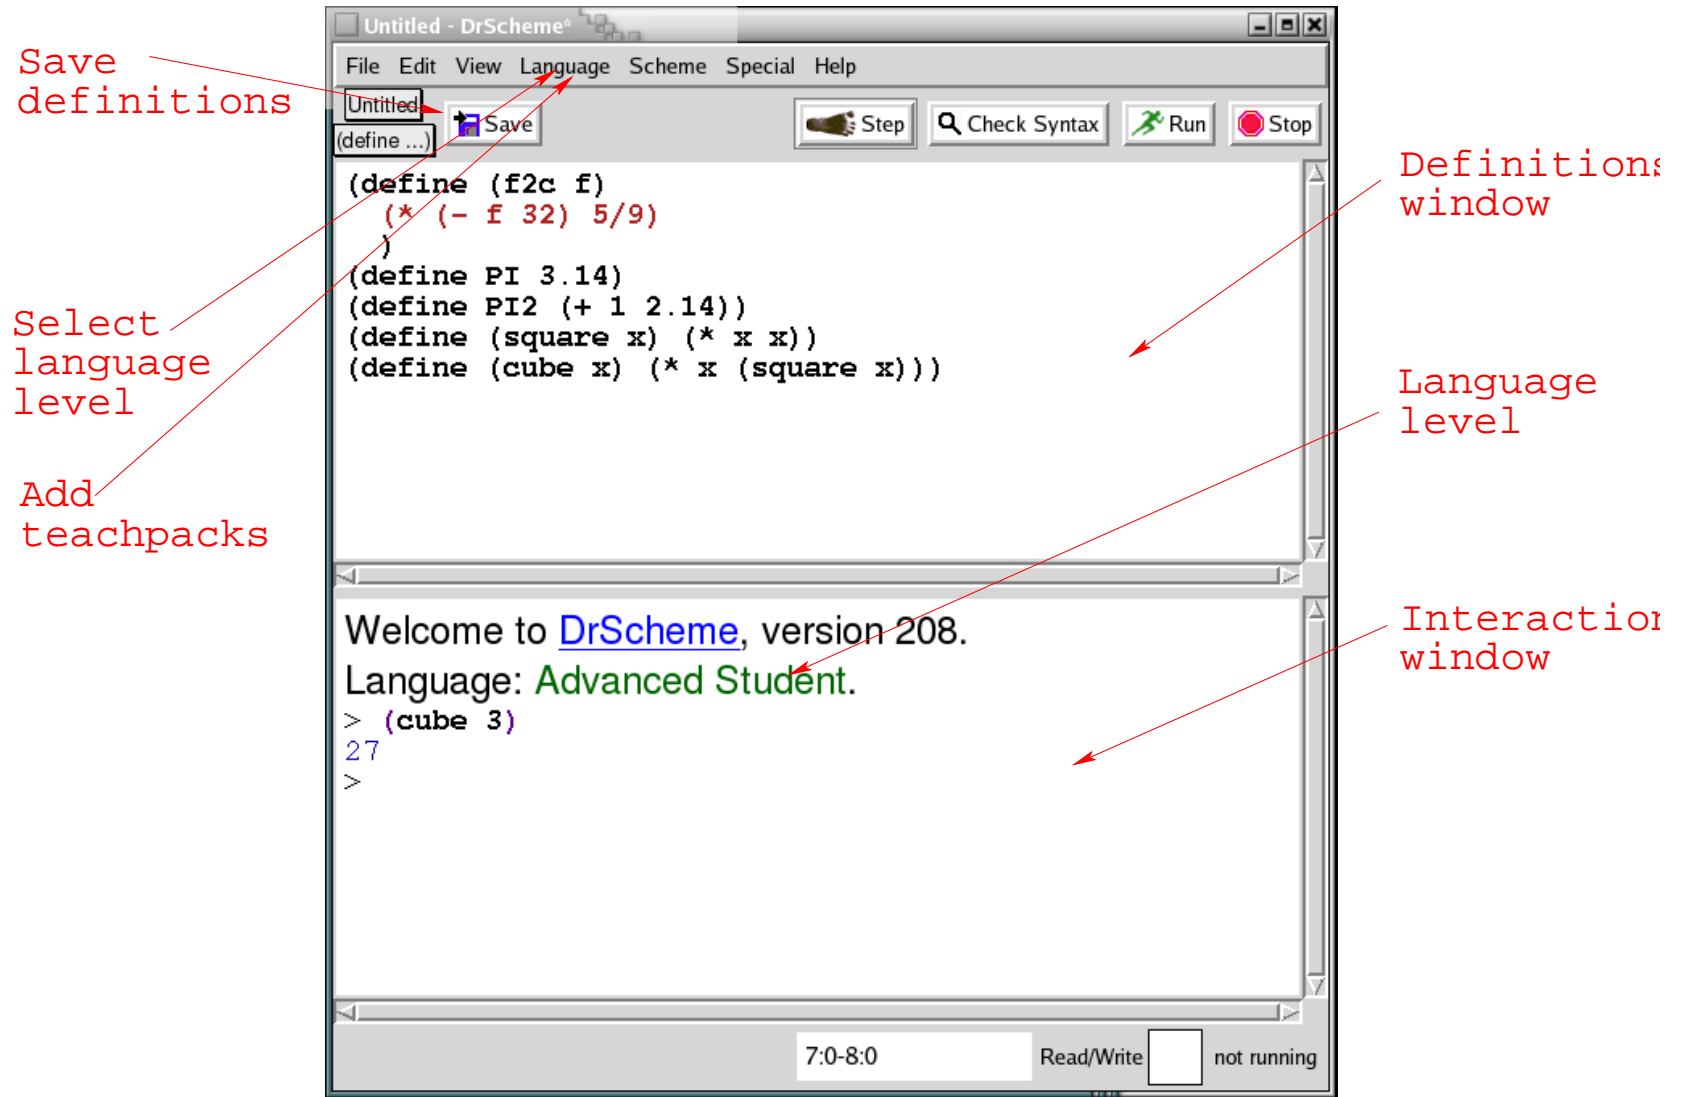 Untitled - DrScheme*
File Edit View Language Scheme Special Help
Untitled
(define ...)
Save
Step
Check Syntax
Run
Stop
(define (f2c f)
(* (- f 32) 5/9)
)
(define PI 3.14)
(define PI2 (+ 1 2.14))
(define (square x) (* x x))
(define (cube x) (* x (square x)))
Welcome to DrScheme, version 208.
Language: Advanced Student.
> (cube 3)
27
>
7:0-8:0
Read/Write
not running
Save
definitions
Select
language
level
Add
teachpacks
Definitions
window
Language
level
Interaction
window